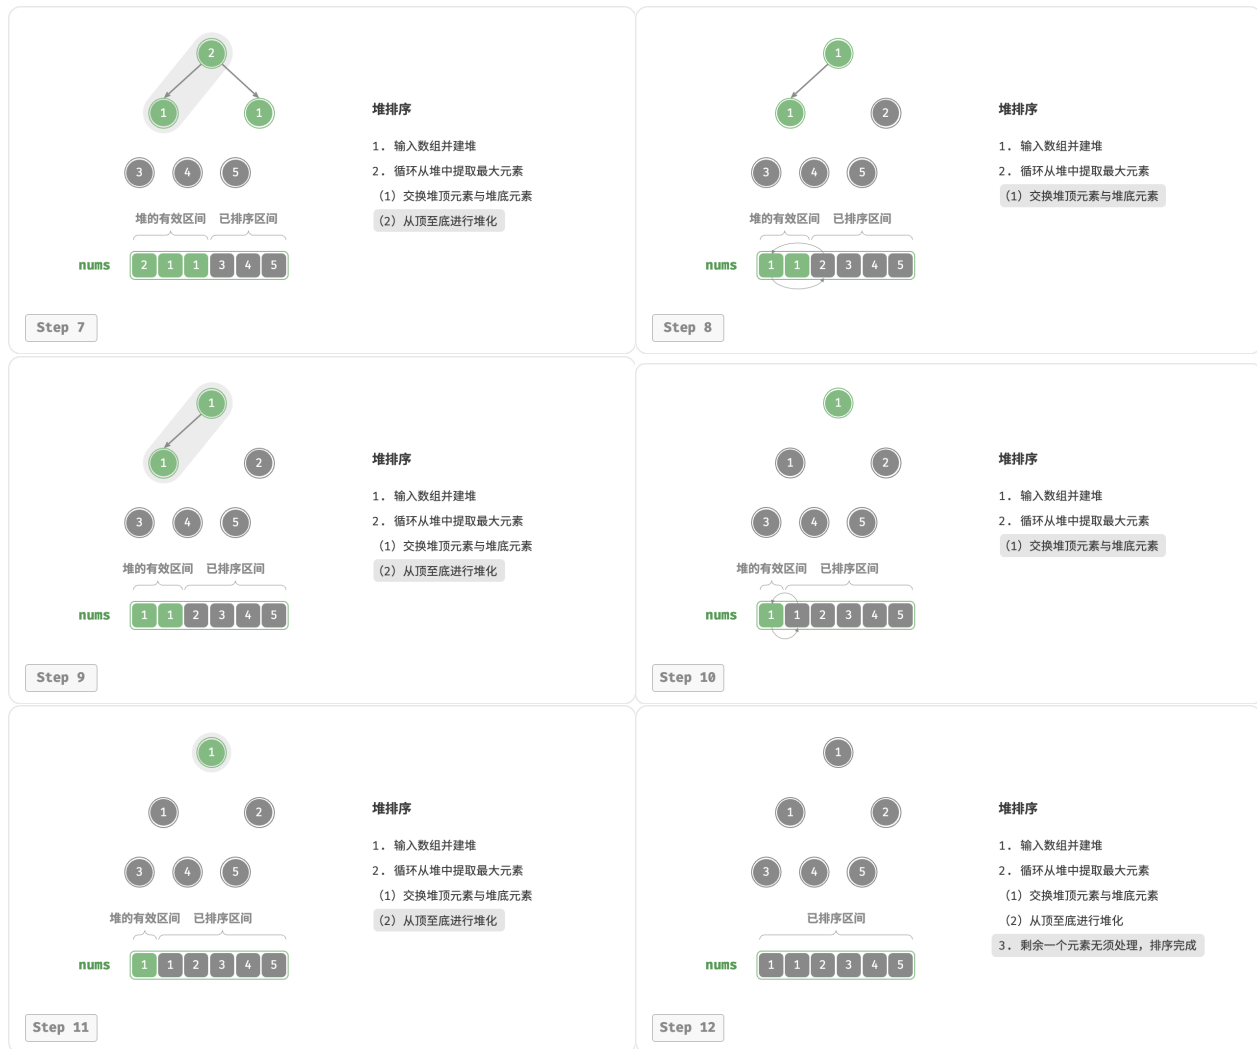 2
1 1
3 4 5
堆的有效区间 已排序区间
nums 2 1 1 3 4 5
堆排序
1. 输入数组并建堆
2. 循环从堆中提取最大元素
(1) 交换堆顶元素与堆底元素
(2) 从顶至底进行堆化
Step 7
1
1 2
3 4 5
堆的有效区间 已排序区间
nums 1 1 2 3 4 5
堆排序
1. 输入数组并建堆
2. 循环从堆中提取最大元素
(1) 交换堆顶元素与堆底元素
Step 8
1
1 2
3 4 5
堆的有效区间 已排序区间
nums 1 1 2 3 4 5
堆排序
1. 输入数组并建堆
2. 循环从堆中提取最大元素
(1) 交换堆顶元素与堆底元素
(2) 从顶至底进行堆化
Step 9
1
1 2
3 4 5
堆的有效区间 已排序区间
nums 1 1 2 3 4 5
堆排序
1. 输入数组并建堆
2. 循环从堆中提取最大元素
(1) 交换堆顶元素与堆底元素
Step 10
1
1 2
3 4 5
堆的有效区间 已排序区间
nums 1 1 2 3 4 5
堆排序
1. 输入数组并建堆
2. 循环从堆中提取最大元素
(1) 交换堆顶元素与堆底元素
(2) 从顶至底进行堆化
Step 11
1
1 2
3 4 5
已排序区间
nums 1 1 2 3 4 5
堆排序
1. 输入数组并建堆
2. 循环从堆中提取最大元素
(1) 交换堆顶元素与堆底元素
(2) 从顶至底进行堆化
3. 剩余一个元素无须处理，排序完成
Step 12